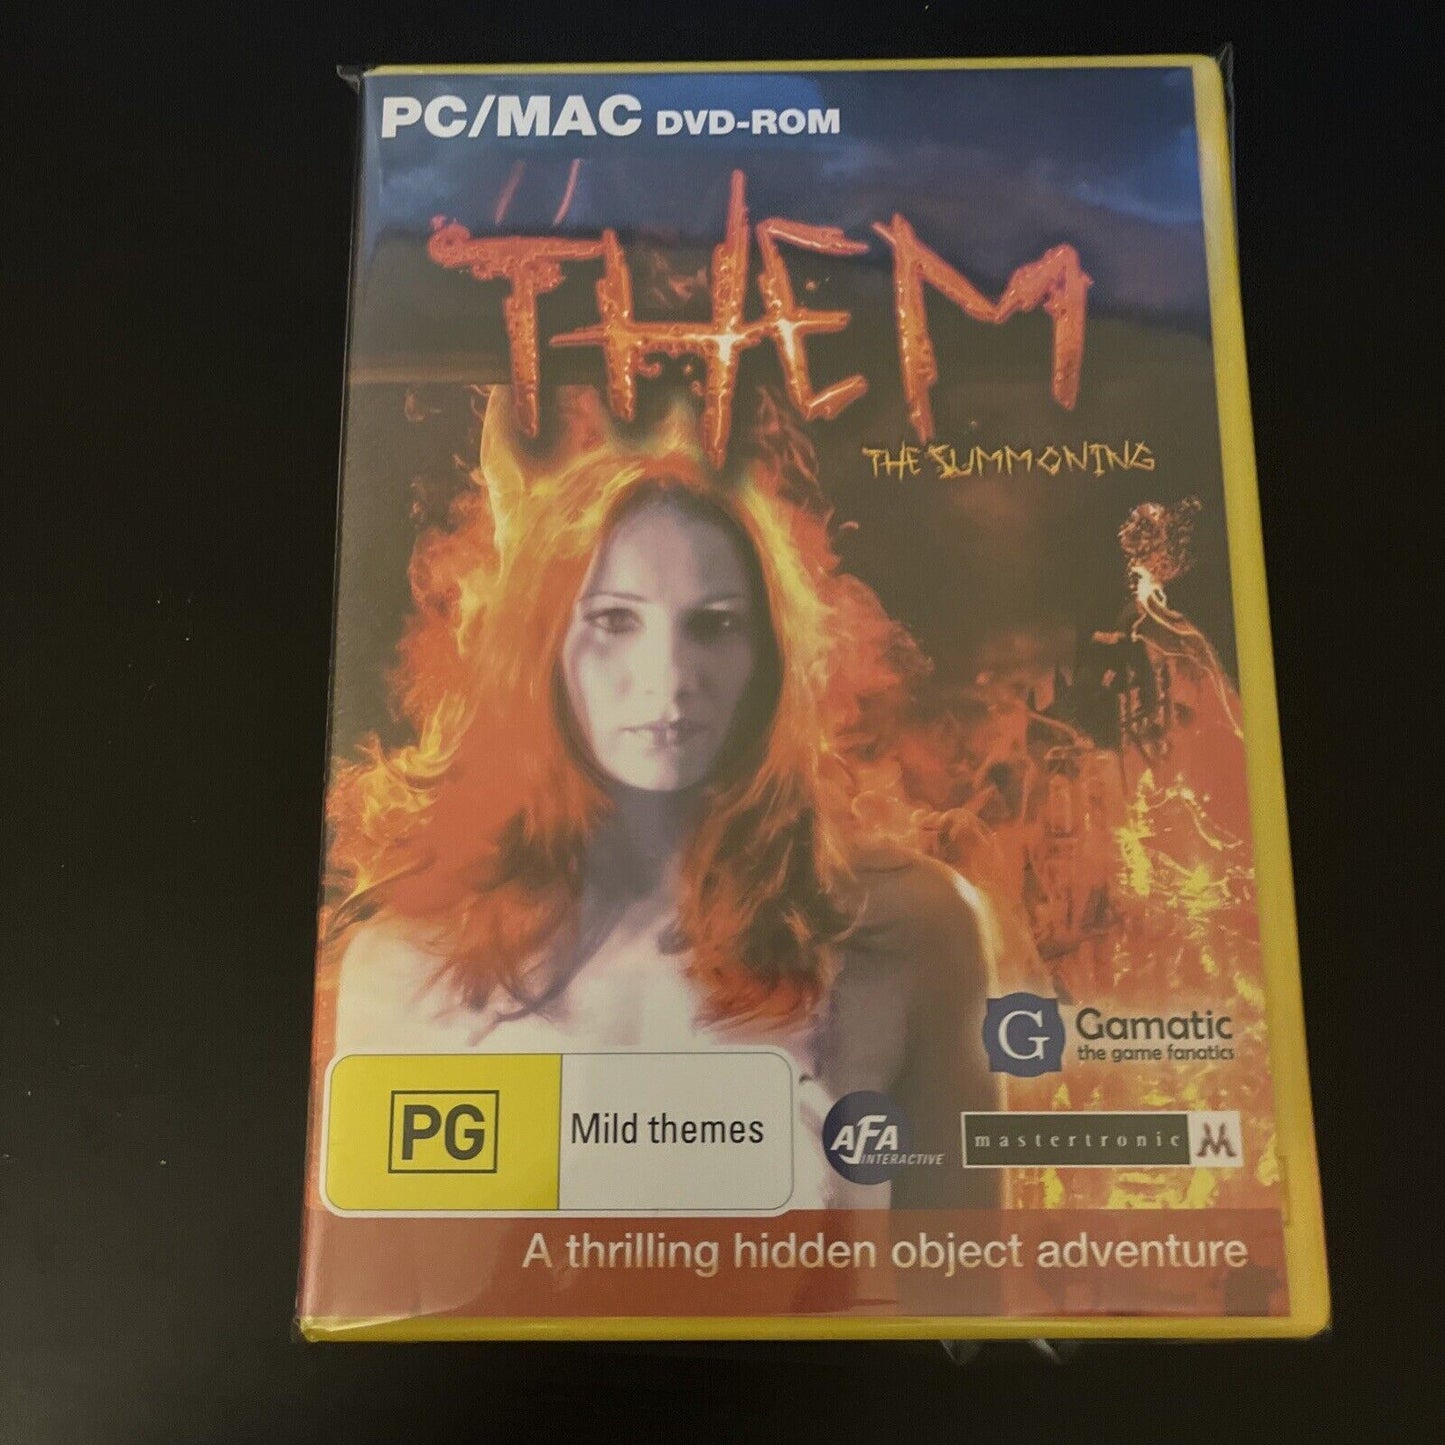 PC/MAC DVD-ROM
THEM
THE SUMMONING
G Gamatic
the game fanatics
PG Mild themes
AFA
INTERACTIVE
mastertronic M
A thrilling hidden object adventure